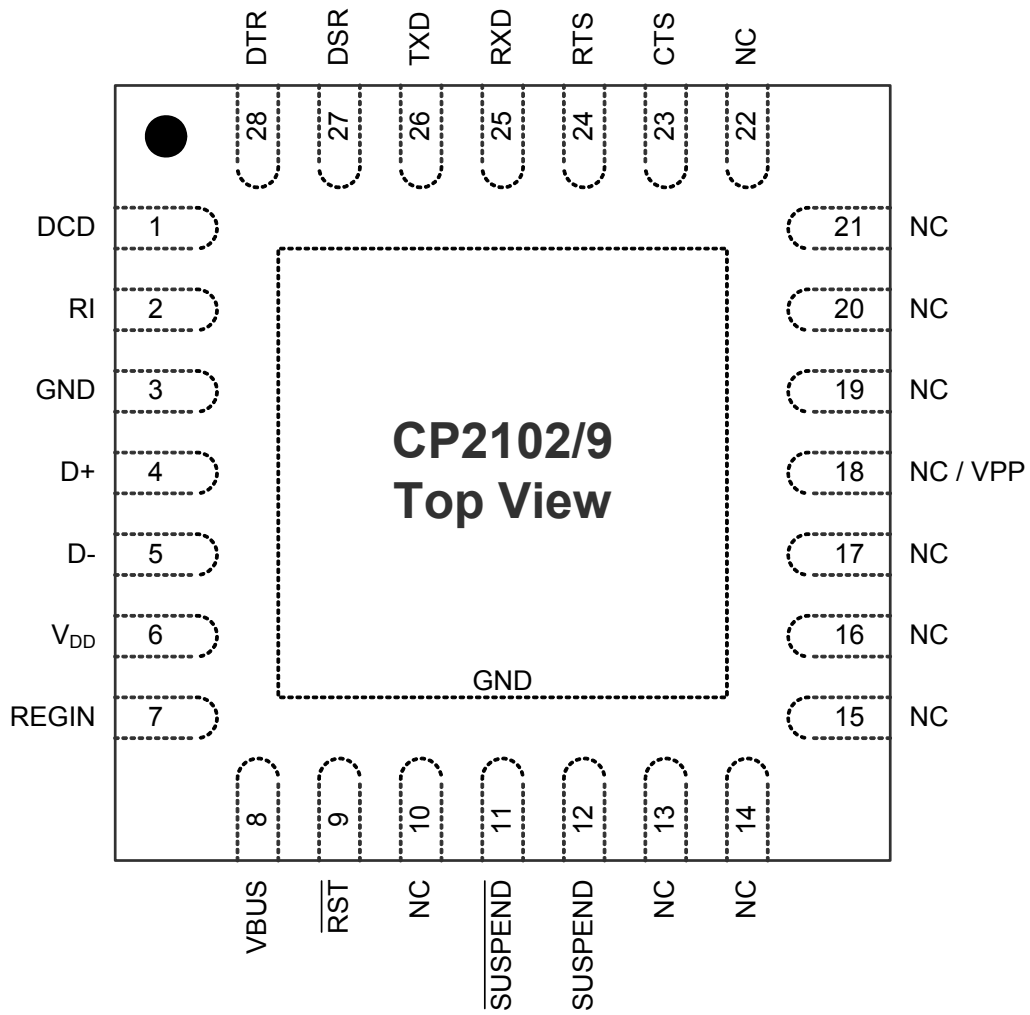 DTR
DSR
TXD
RXD
RTS
CTS
NC
28
27
26
25
24
23
22
DCD 1
RI 2
GND 3
D+ 4
D- 5
VDD 6
REGIN 7
21 NC
20 NC
19 NC
18 NC / VPP
17 NC
16 NC
15 NC
CP2102/9
Top View
GND
8
9
10
11
12
13
14
VBUS
RST
NC
SUSPEND
SUSPEND
NC
NC